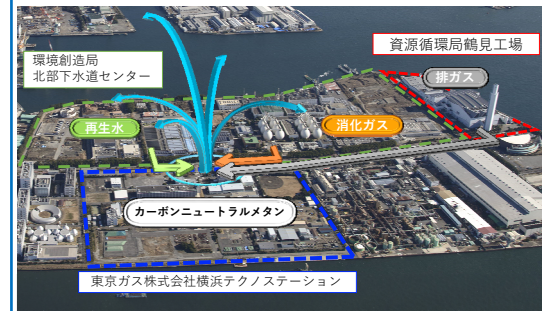 環境創造局
北部下水道センター
資源循環局鶴見工場
排ガス
再生水
消化ガス
カーボンニュートラルメタン
東京ガス株式会社横浜テクノステーション